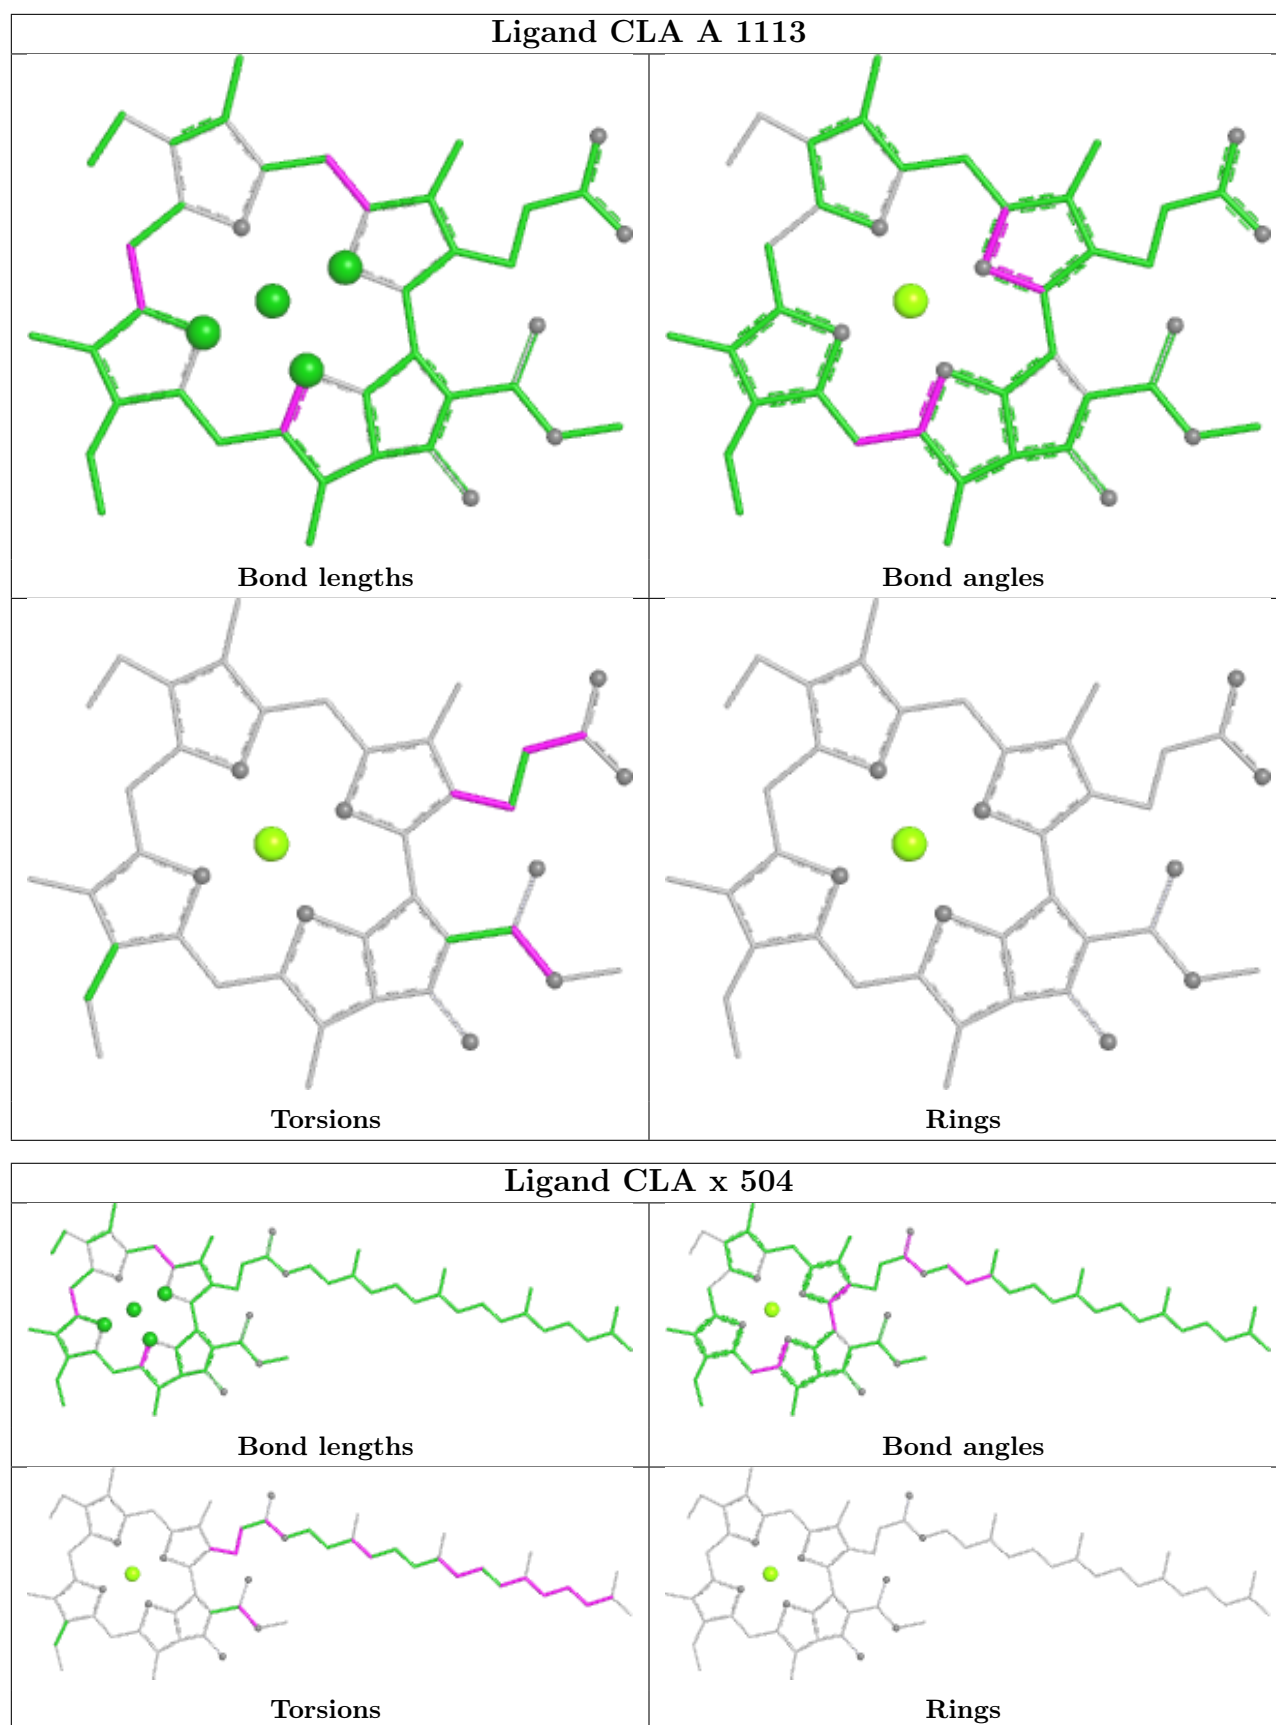 Ligand CLA A 1113
Bond lengths
Bond angles
Torsions
Rings
Ligand CLA x 504
Bond lengths
Bond angles
Torsions
Rings